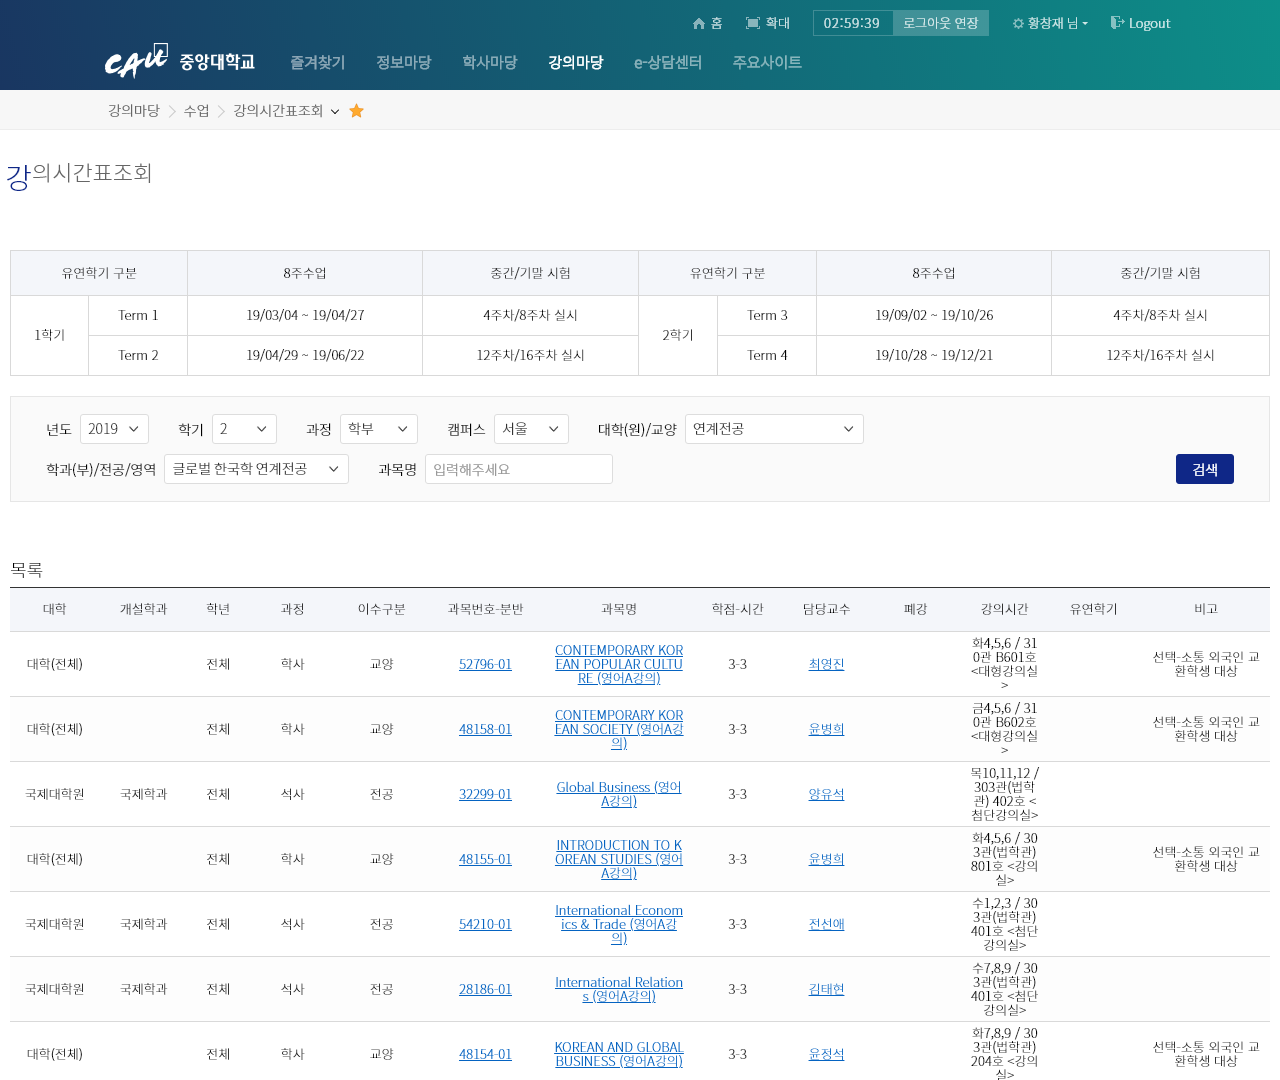 홈 확대 02:59:39 로그아웃 연장 황창재 님 Logout
CAU 중앙대학교 즐겨찾기 정보마당 학사마당 강의마당 e-상담센터 주요사이트
강의마당 수업 강의시간표조회
강의시간표조회
유연학기 구분 8주수업 중간/기말 시험 유연학기 구분 8주수업 중간/기말 시험
1학기 Term 1 19/03/04 ~ 19/04/27 4주차/8주차 실시 2학기 Term 3 19/09/02 ~ 19/10/26 4주차/8주차 실시
Term 2 19/04/29 ~ 19/06/22 12주차/16주차 실시 Term 4 19/10/28 ~ 19/12/21 12주차/16주차 실시
년도 2019 학기 2 과정 학부 캠퍼스 서울 대학(원)/교양 연계전공
학과(부)/전공/영역 글로벌 한국학 연계전공 과목명 입력해주세요 검색
목록
대학 개설학과 학년 과정 이수구분 과목번호-분반 과목명 학점-시간 담당교수 폐강 강의시간 유연학기 비고
대학(전체) 전체 학사 교양 52796-01
CONTEMPORARY KOR
EAN POPULAR CULTU
RE (영어A강의)
3-3 최영진
화4,5,6 / 31
0관 B601호
<대형강의실
>
선택-소통 외국인 교
환학생 대상
대학(전체) 전체 학사 교양 48158-01
CONTEMPORARY KOR
EAN SOCIETY (영어A강
의)
3-3 윤병희
금4,5,6 / 31
0관 B602호
<대형강의실
>
선택-소통 외국인 교
환학생 대상
국제대학원 국제학과 전체 석사 전공 32299-01
Global Business (영어
A강의)
3-3 양유석
목10,11,12 /
303관(법학
관) 402호 <
첨단강의실>
대학(전체) 전체 학사 교양 48155-01
INTRODUCTION TO K
OREAN STUDIES (영어
A강의)
3-3 윤병희
화4,5,6 / 30
3관(법학관)
801호 <강의
실>
선택-소통 외국인 교
환학생 대상
국제대학원 국제학과 전체 석사 전공 54210-01
International Econom
ics & Trade (영어A강
의)
3-3 전선애
수1,2,3 / 30
3관(법학관)
401호 <첨단
강의실>
국제대학원 국제학과 전체 석사 전공 28186-01
International Relation
s (영어A강의)
3-3 김태현
수7,8,9 / 30
3관(법학관)
401호 <첨단
강의실>
대학(전체) 전체 학사 교양 48154-01
KOREAN AND GLOBAL
BUSINESS (영어A강의)
3-3 윤정석
화7,8,9 / 30
3관(법학관)
204호 <강의
실>
선택-소통 외국인 교
환학생 대상